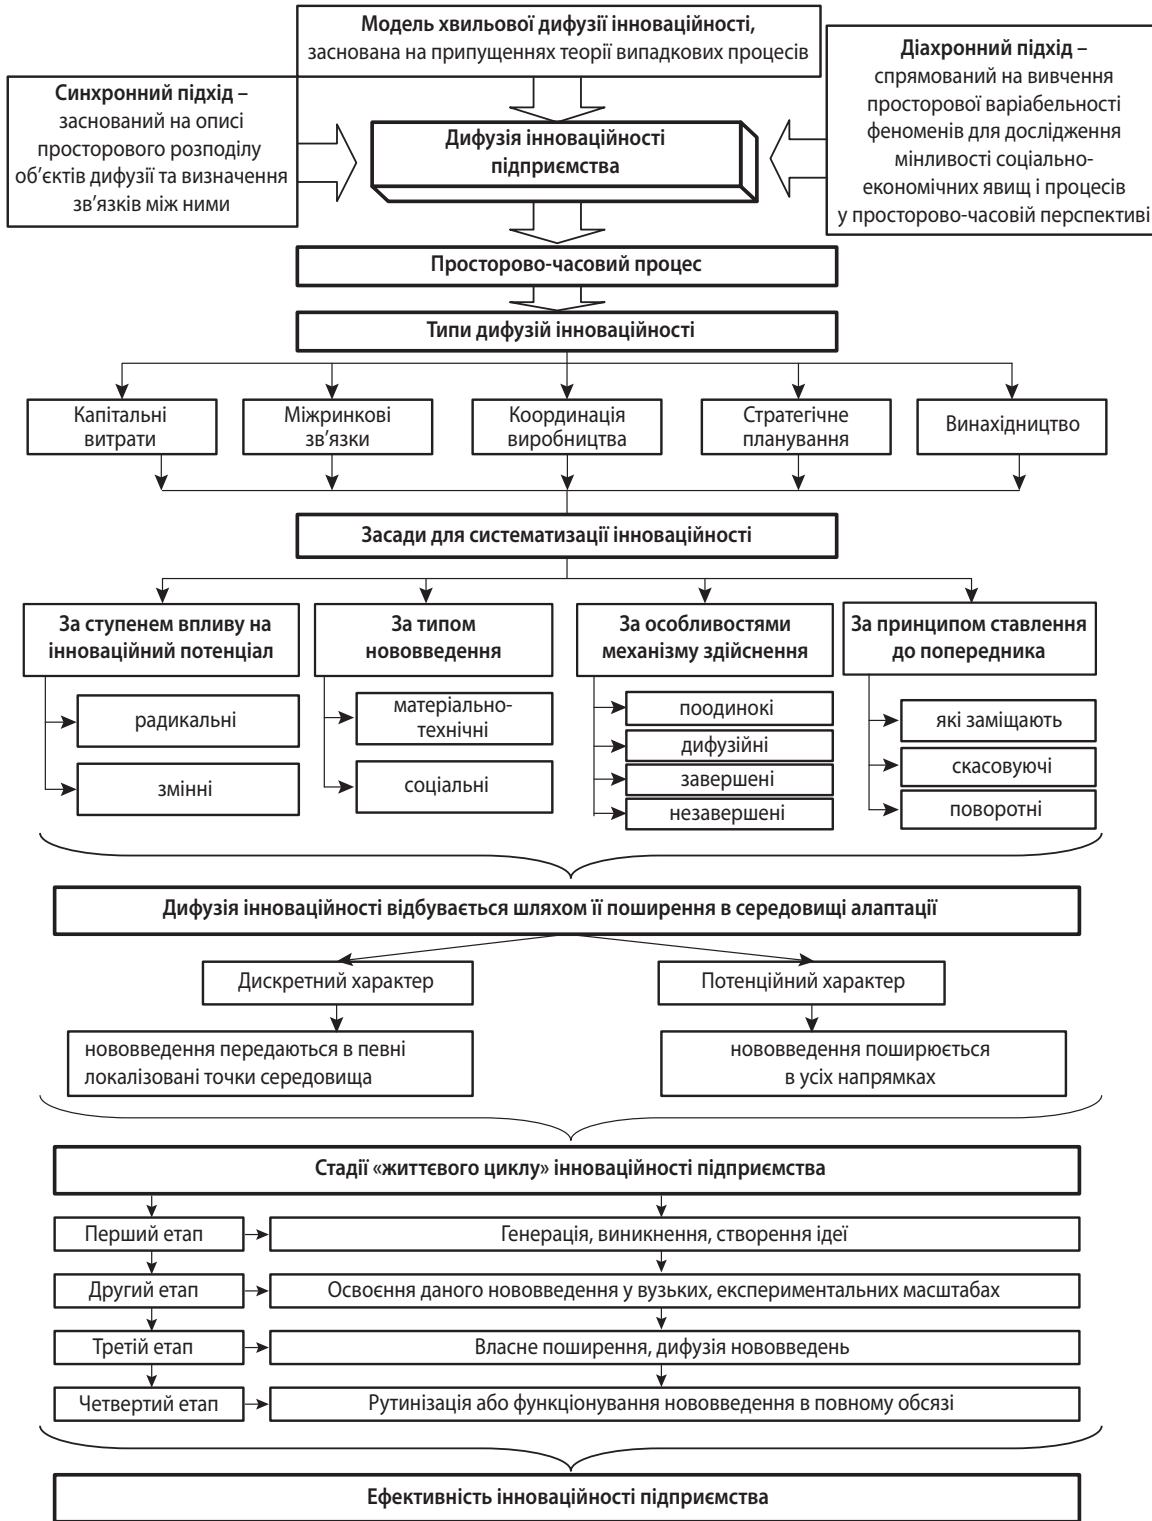 Модель хвильової дифузії інноваційності,
заснована на припущеннях теорії випадкових процесів
Синхронний підхід –
заснований на описі
просторового розподілу
об’єктів дифузії та визначення
зв’язків між ними
Дифузія інноваційності
підприємства
Діахронний підхід –
спрямований на вивчення
просторової варіабельності
феноменів для дослідження
мінливості соціально-
економічних явищ і процесів
у просторово-часовій перспективі
Просторово-часовий процес
Типи дифузій інноваційності
Капітальні
витрати
Міжринкові
зв’язки
Координація
виробництва
Стратегічне
планування
Винахідництво
Засади для систематизації інноваційності
За ступенем впливу на
інноваційний потенціал
радикальні
змінні
За типом
нововведення
матеріально-
технічні
соціальні
За особливостями
механізму здійснення
поодинокі
дифузійні
завершені
незавершені
За принципом ставлення
до попередника
які заміщають
скасовуючі
поворотні
Дифузія інноваційності відбувається шляхом її поширення в середовищі алаптації
Дискретний характер
Потенційний характер
нововведення передаються в певні
локалізовані точки середовища
нововведення поширюється
в усіх напрямках
Стадії «життєвого циклу» інноваційності підприємства
Перший етап
Генерація, виникнення, створення ідеї
Другий етап
Освоєння даного нововведення у вузьких, експериментальних масштабах
Третій етап
Власне поширення, дифузія нововведень
Четвертий етап
Рутинізація або функціонування нововведення в повному обсязі
Ефективність інноваційності підприємства